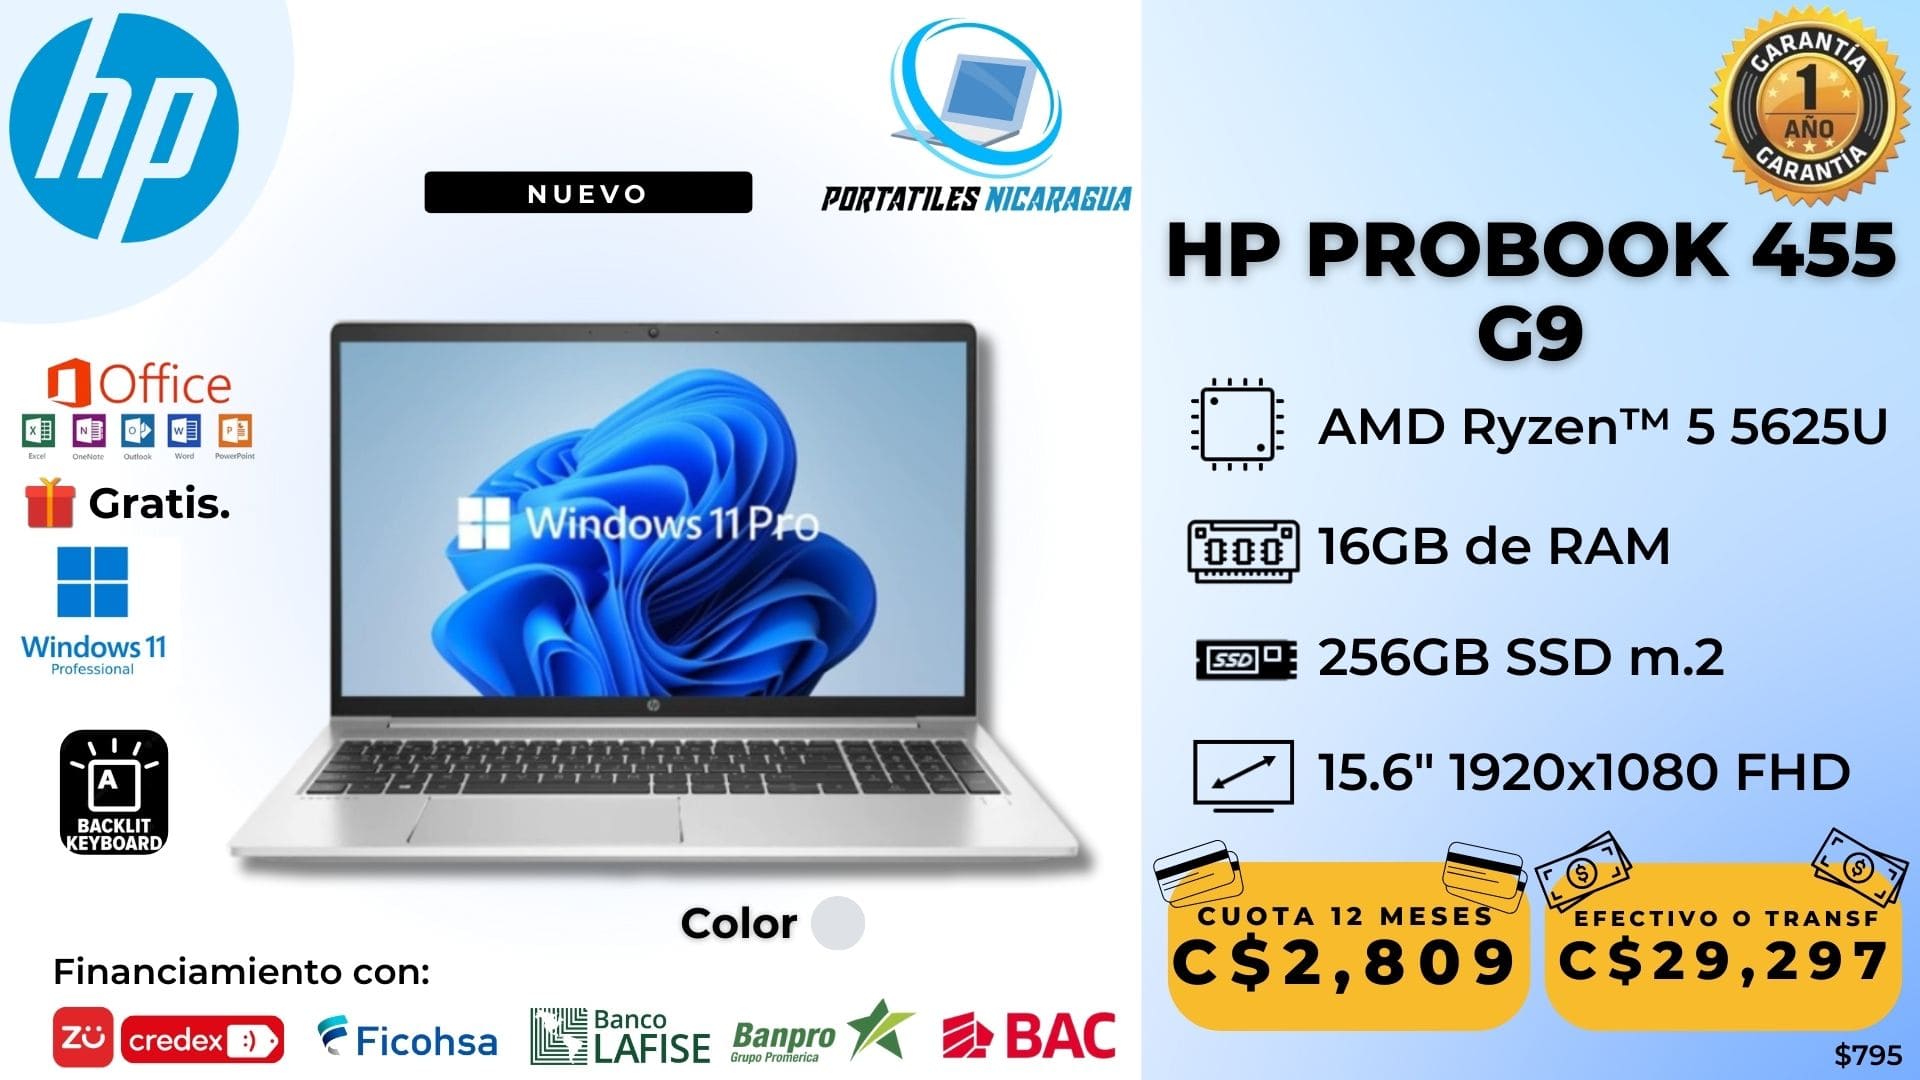 hp
NUEVO
PORTATILES NICARAGUA
GARANTÍA
1
AÑO
GARANTÍA
HP PROBOOK 455
G9
Office
Excel OneNote Outlook Word PowerPoint
Gratis.
Windows 11
Professional
Windows 11 Pro
A
BACKLIT
KEYBOARD
AMD Ryzen™ 5 5625U
16GB de RAM
SSD
256GB SSD m.2
15.6" 1920x1080 FHD
Color
CUOTA 12 MESES
C$2,809
EFECTIVO O TRANSF
C$29,297
$795
Financiamiento con:
ZU
credex
Ficohsa
Banco
LAFISE
Banpro
Grupo Promerica
BAC